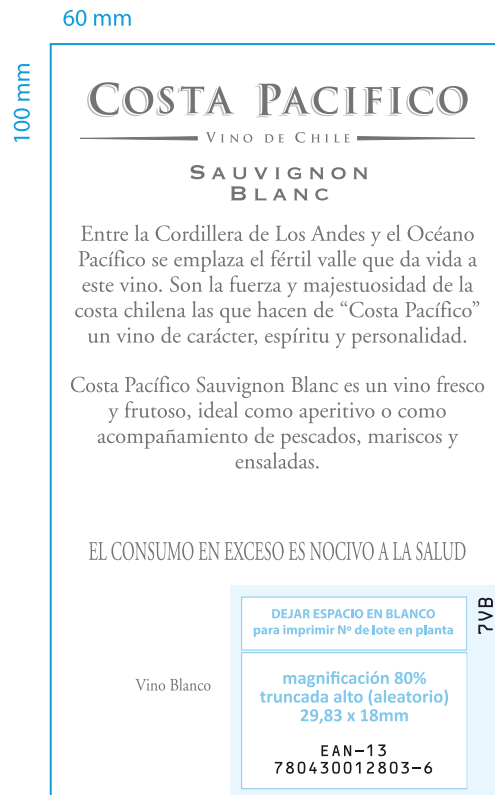 60 mm
100 mm
COSTA PACIFICO
VINO DE CHILE
SAUVIGNON
BLANC
Entre la Cordillera de Los Andes y el Océano
Pacífico se emplaza el fértil valle que da vida a
este vino. Son la fuerza y majestuosidad de la
costa chilena las que hacen de “Costa Pacífico”
un vino de carácter, espíritu y personalidad.
Costa Pacífico Sauvignon Blanc es un vino fresco
y frutoso, ideal como aperitivo o como
acompañamiento de pescados, mariscos y
ensaladas.
EL CONSUMO EN EXCESO ES NOCIVO A LA SALUD
DEJAR ESPACIO EN BLANCO
para imprimir Nº de lote en planta
7VB
Vino Blanco
magnificación 80%
truncada alto (aleatorio)
29,83 x 18mm
EAN-13
780430012803-6